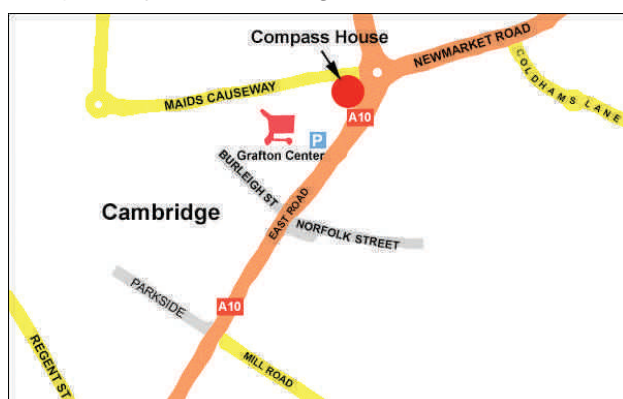 Compass House
NEWMARKET ROAD
COLDHAMS LANE
MAIDS CAUSEWAY
A10
P
Grafton Center
BURLEIGH ST
Cambridge
EAST ROAD
NORFOLK STREET
PARKSIDE
A10
REGENT ST
MILL ROAD